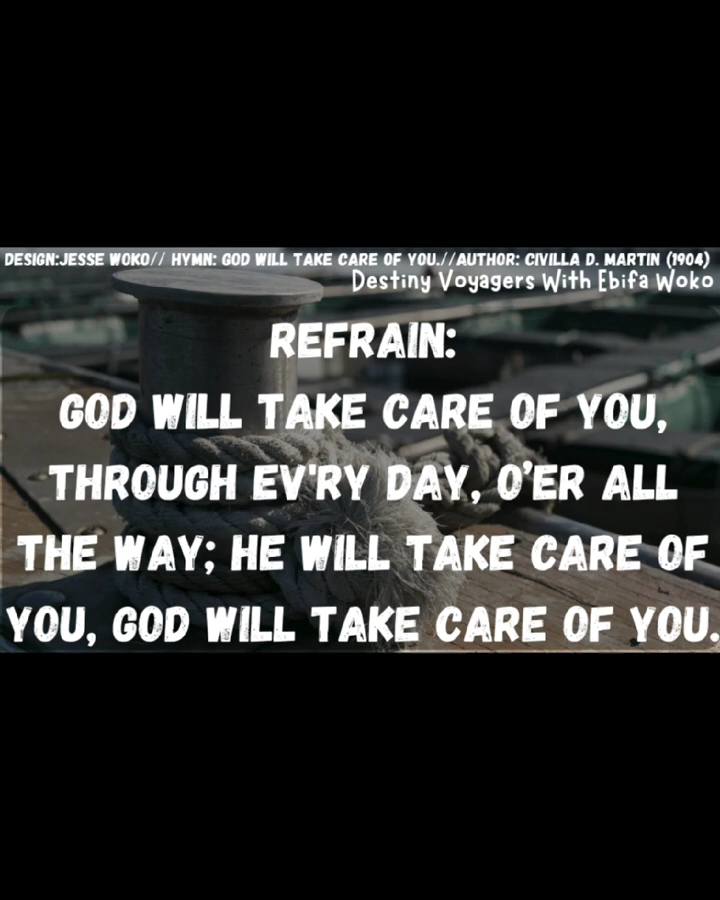 DESIGN:JESSE WOKO// HYMN: GOD WILL TAKE CARE OF YOU.//AUTHOR: CIVILLA D. MARTIN (1904)
Destiny Voyagers With Ebifa Woko
REFRAIN:
GOD WILL TAKE CARE OF YOU,
THROUGH EV'RY DAY, O’ER ALL
THE WAY; HE WILL TAKE CARE OF
YOU, GOD WILL TAKE CARE OF YOU.